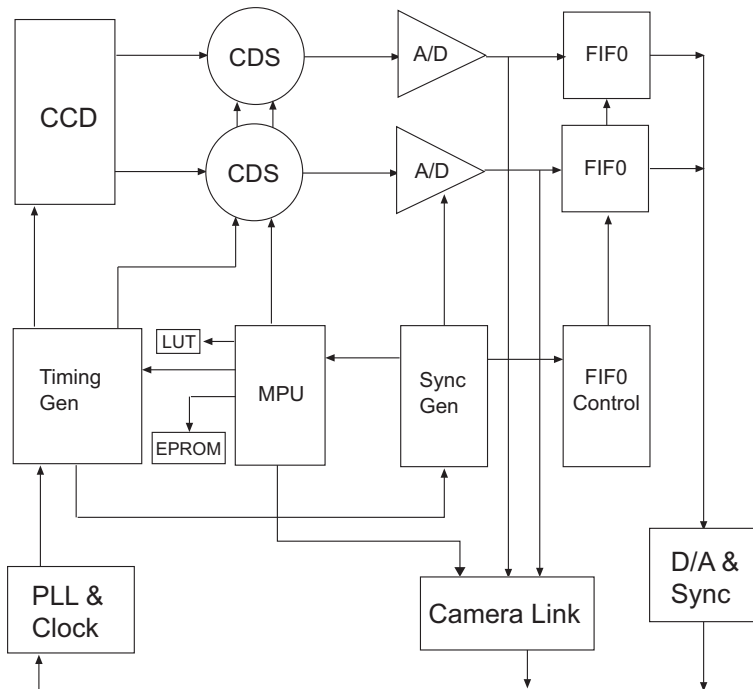 CDS
A/D
FIF0
CCD
CDS
A/D
FIF0
LUT
Timing
Gen
MPU
Sync
Gen
FIF0
Control
EPROM
PLL &
Clock
Camera Link
D/A &
Sync